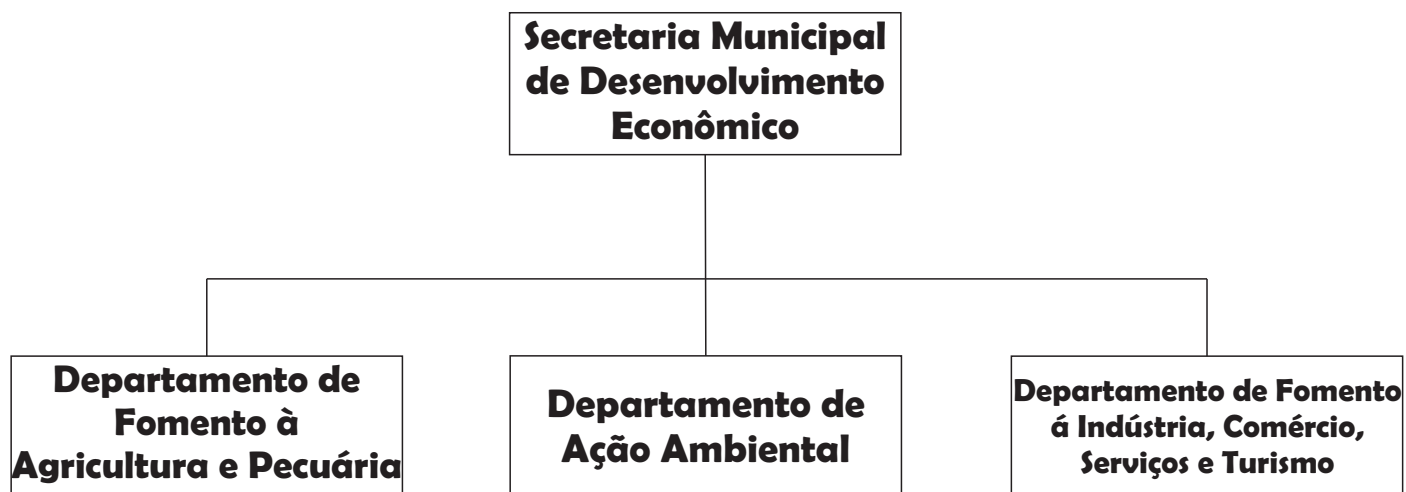 Secretaria Municipal
de Desenvolvimento
Econômico
Departamento de
Fomento à
Agricultura e Pecuária
Departamento de
Ação Ambiental
Departamento de Fomento
á Indústria, Comércio,
Serviços e Turismo